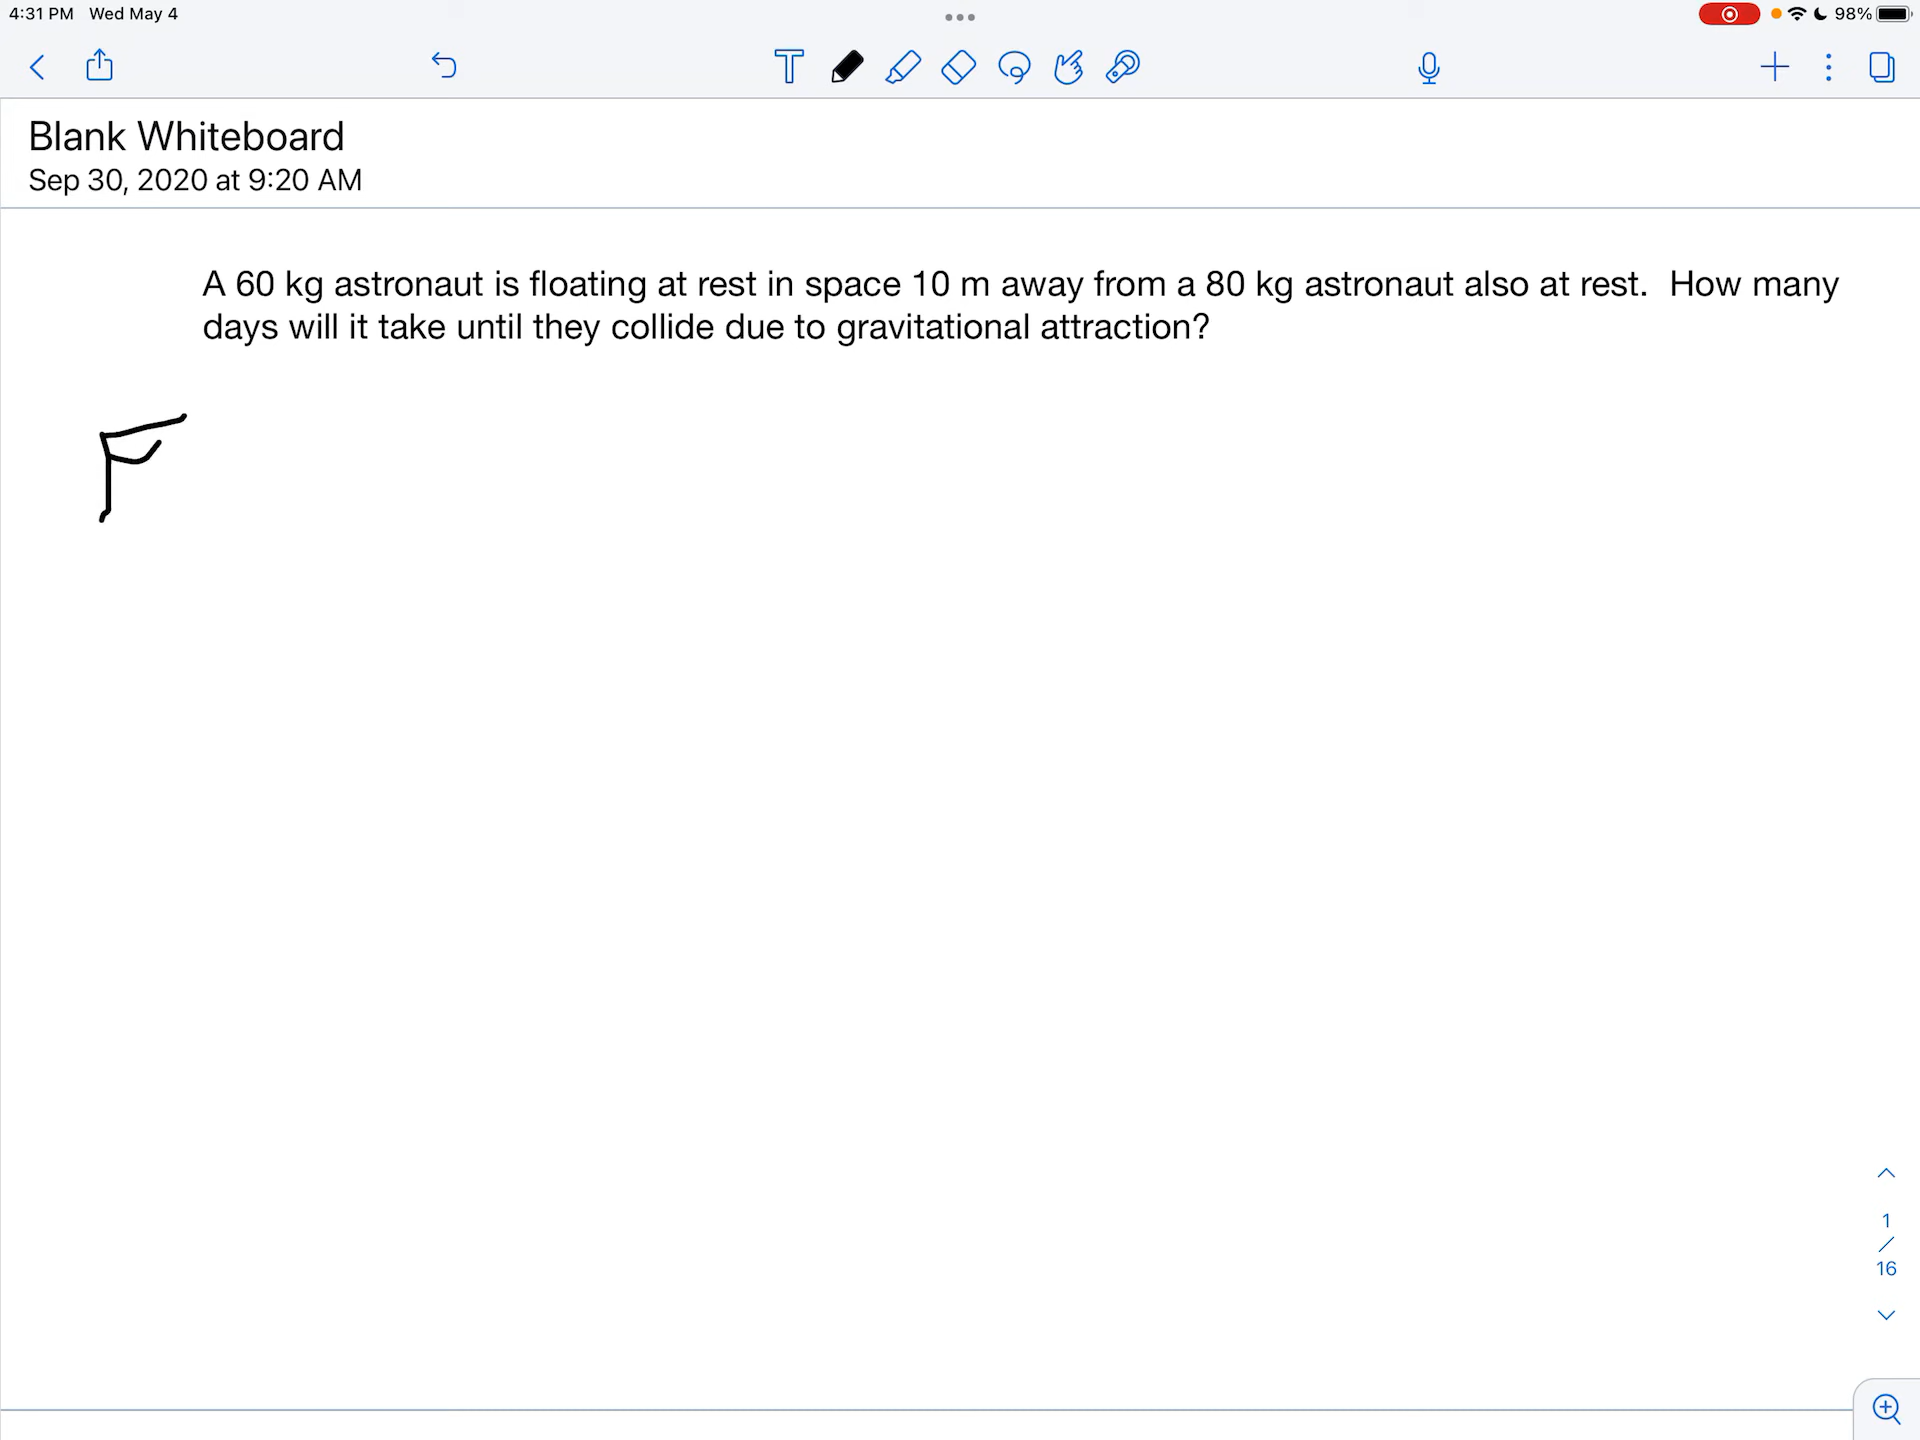 4:31 PM Wed May 4
98%
Blank Whiteboard
Sep 30, 2020 at 9:20 AM
A 60 kg astronaut is floating at rest in space 10 m away from a 80 kg astronaut also at rest. How many
days will it take until they collide due to gravitational attraction?
F
1
/
16